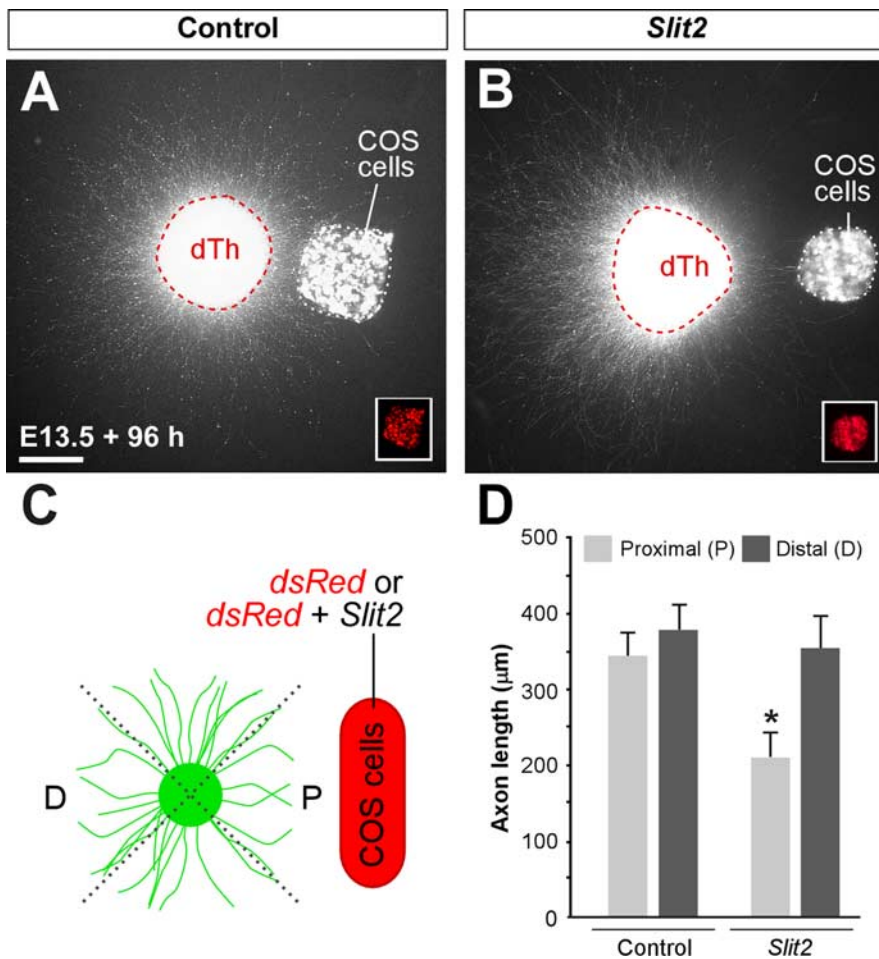 Control
Slit2
A
COS
cells
dTh
E13.5 + 96 h
B
COS
cells
dTh
C
dsRed or
dsRed + Slit2
D
P
COS cells
D
500
400
300
200
100
0
Axon length (μm)
Proximal (P)
Distal (D)
*
Control
Slit2